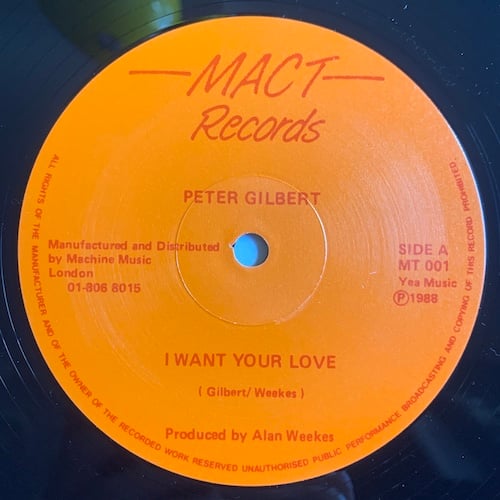 MACT
Records
PETER GILBERT
Manufactured and Distributed
by Machine Music
London
01-806 8015
SIDE A
MT 001
Yea Music
Ⓟ1988
I WANT YOUR LOVE
( Gilbert/ Weekes )
Produced by Alan Weekes
ALL RIGHTS OF THE MANUFACTURER AND OF THE OWNER OF THE RECORDED WORK RESERVED UNAUTHORISED PUBLIC PERFORMANCE BROADCASTING AND COPYING OF THIS RECORD PROHIBITED.